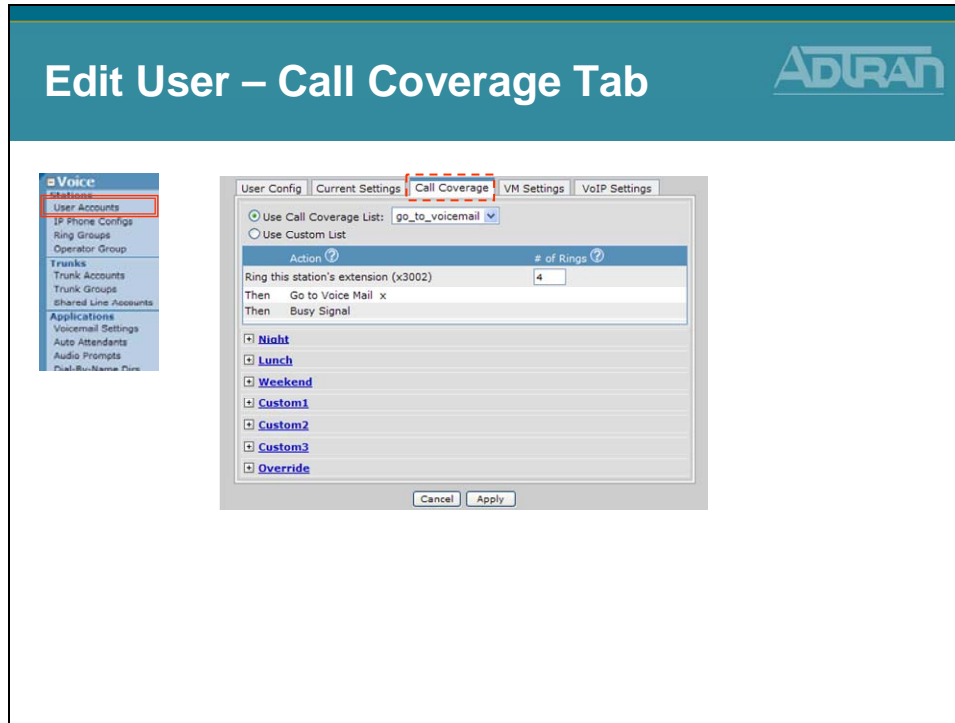 Edit User – Call Coverage Tab
ADTRAN
Voice
Stations
User Accounts
IP Phone Configs
Ring Groups
Operator Group
Trunks
Trunk Accounts
Trunk Groups
Shared Line Accounts
Applications
Voicemail Settings
Auto Attendants
Audio Prompts
Dial-By-Name Dirs
User Config Current Settings Call Coverage VM Settings VoIP Settings
Use Call Coverage List: go_to_voicemail
Use Custom List
Action ? # of Rings ?
Ring this station's extension (x3002) 4
Then Go to Voice Mail x
Then Busy Signal
Night
Lunch
Weekend
Custom1
Custom2
Custom3
Override
Cancel Apply